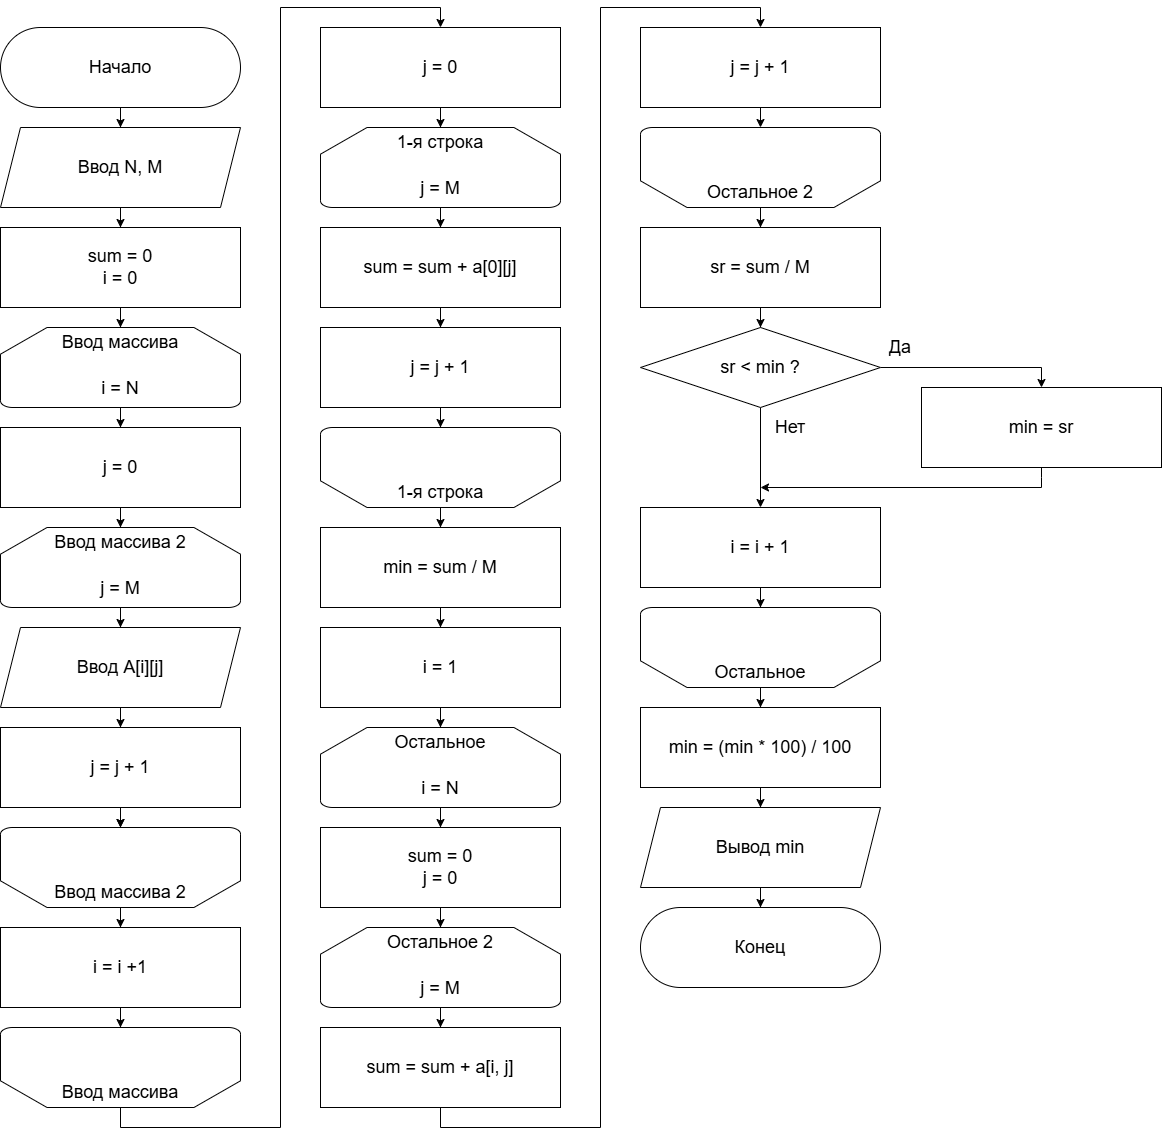 Начало
Ввод N, M
sum = 0
i = 0
Ввод массива
i = N
j = 0
Ввод массива 2
j = M
Ввод A[i][j]
j = j + 1
Ввод массива 2
i = i +1
Ввод массива
j = 0
1-я строка
j = M
sum = sum + a[0][j]
j = j + 1
1-я строка
min = sum / M
i = 1
Остальное
i = N
sum = 0
j = 0
Остальное 2
j = M
sum = sum + a[i, j]
j = j + 1
Остальное 2
sr = sum / M
sr < min ?
Да
Нет
min = sr
i = i + 1
Остальное
min = (min * 100) / 100
Вывод min
Конец